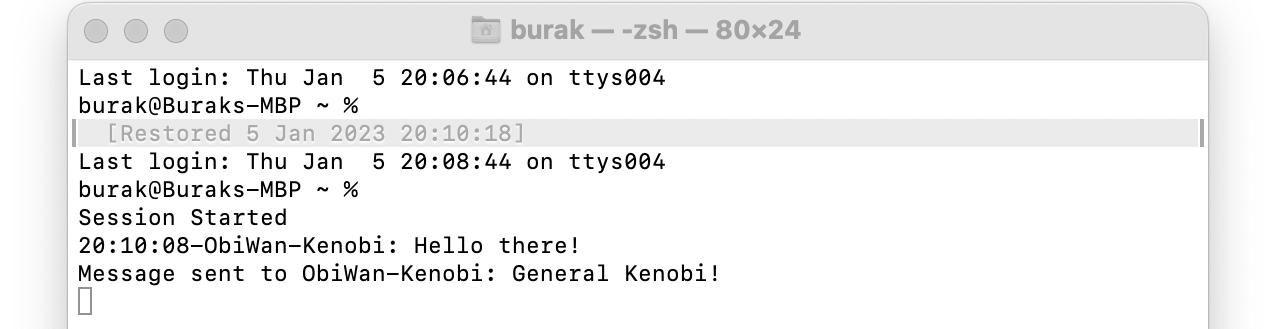 burak — -zsh — 80×24
Last login: Thu Jan  5 20:06:44 on ttys004
burak@Buraks-MBP ~ %
[Restored 5 Jan 2023 20:10:18]
Last login: Thu Jan  5 20:08:44 on ttys004
burak@Buraks-MBP ~ %
Session Started
20:10:08-ObiWan-Kenobi: Hello there!
Message sent to ObiWan-Kenobi: General Kenobi!